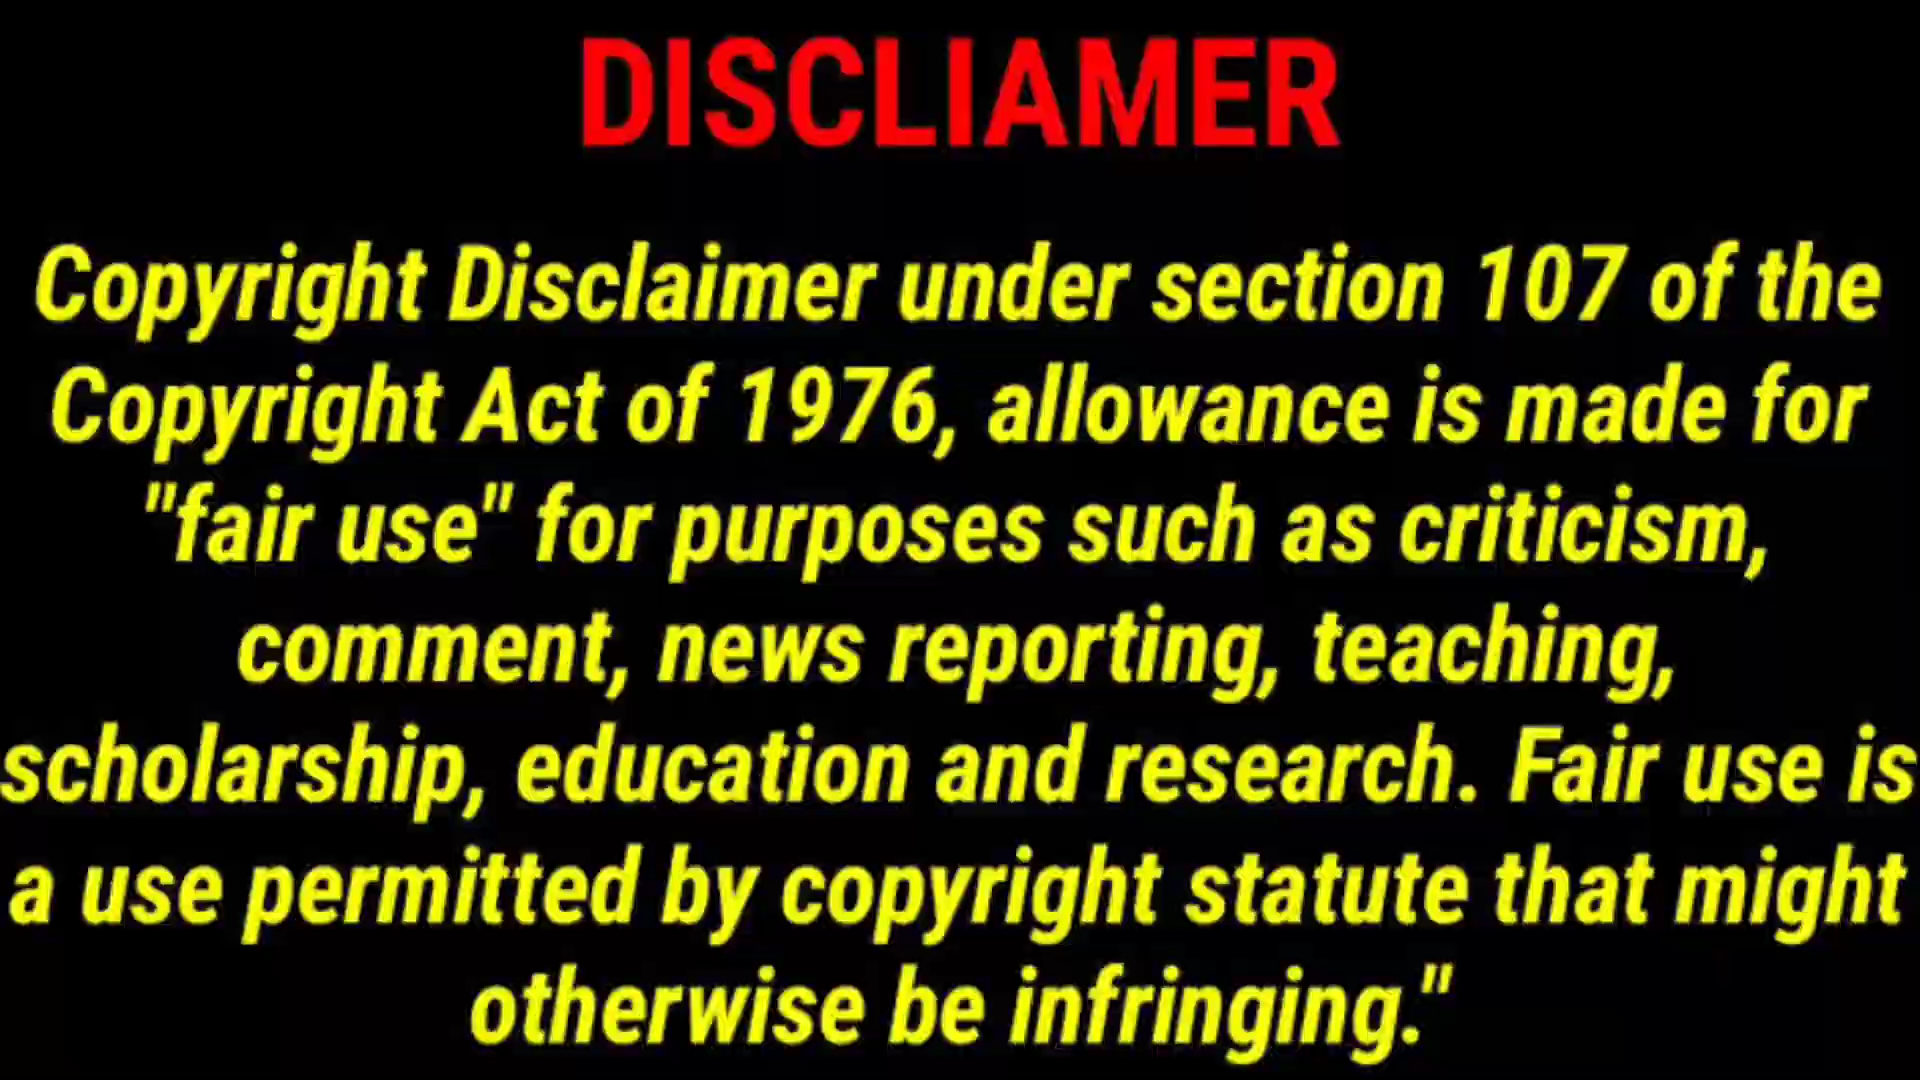 DISCLIAMER
Copyright Disclaimer under section 107 of the
Copyright Act of 1976, allowance is made for
"fair use" for purposes such as criticism,
comment, news reporting, teaching,
scholarship, education and research. Fair use is
a use permitted by copyright statute that might
otherwise be infringing."